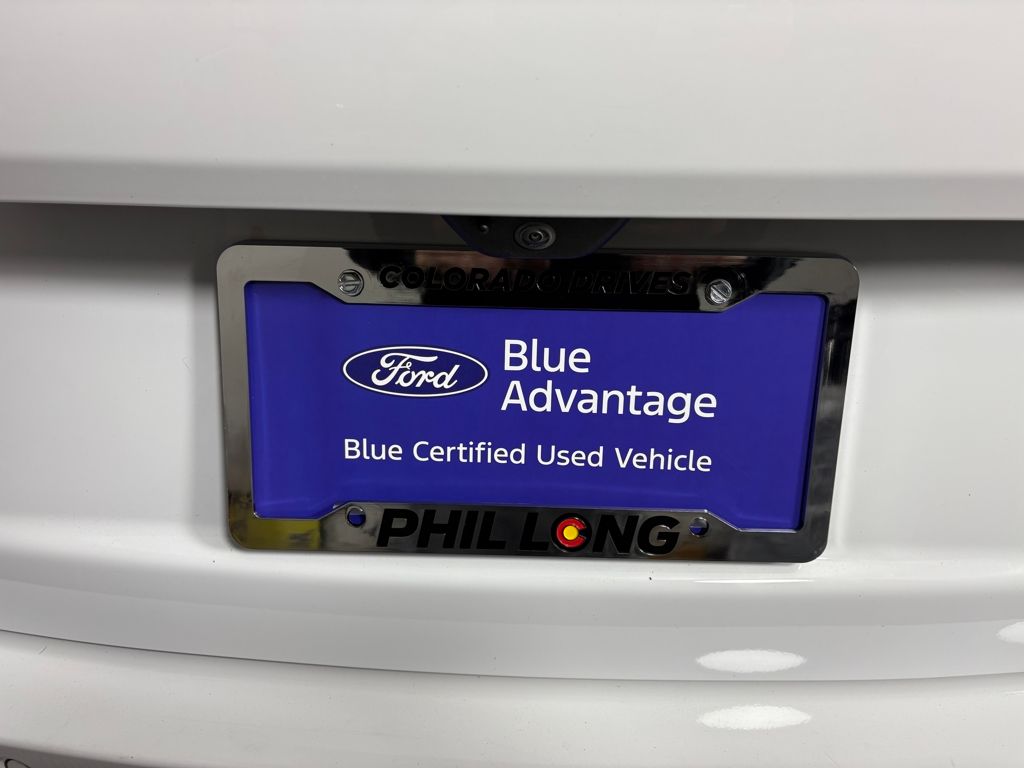 COLORADO DRIVES
Ford
Blue
Advantage
Blue Certified Used Vehicle
PHIL LONG